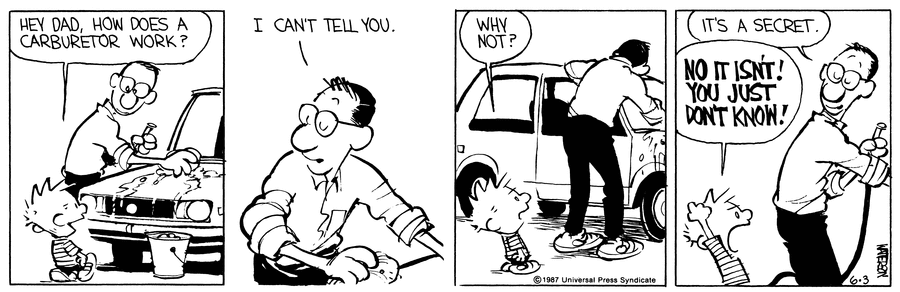 HEY DAD, HOW DOES A
CARBURETOR WORK?
I CAN'T TELL YOU.
WHY
NOT?
©1987 Universal Press Syndicate
IT'S A SECRET.
NO IT ISN'T!
YOU JUST
DON'T KNOW!
WATTERSON
6·3